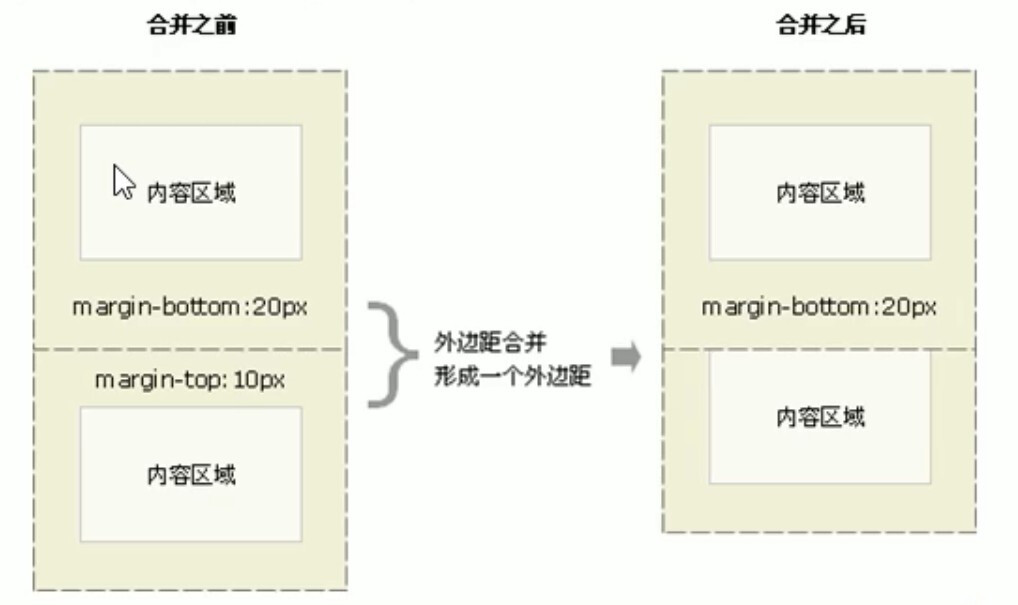 合并之前
合并之后
内容区域
内容区域
margin-bottom:20px
margin-bottom:20px
外边距合并
形成一个外边距
margin-top: 10px
内容区域
内容区域